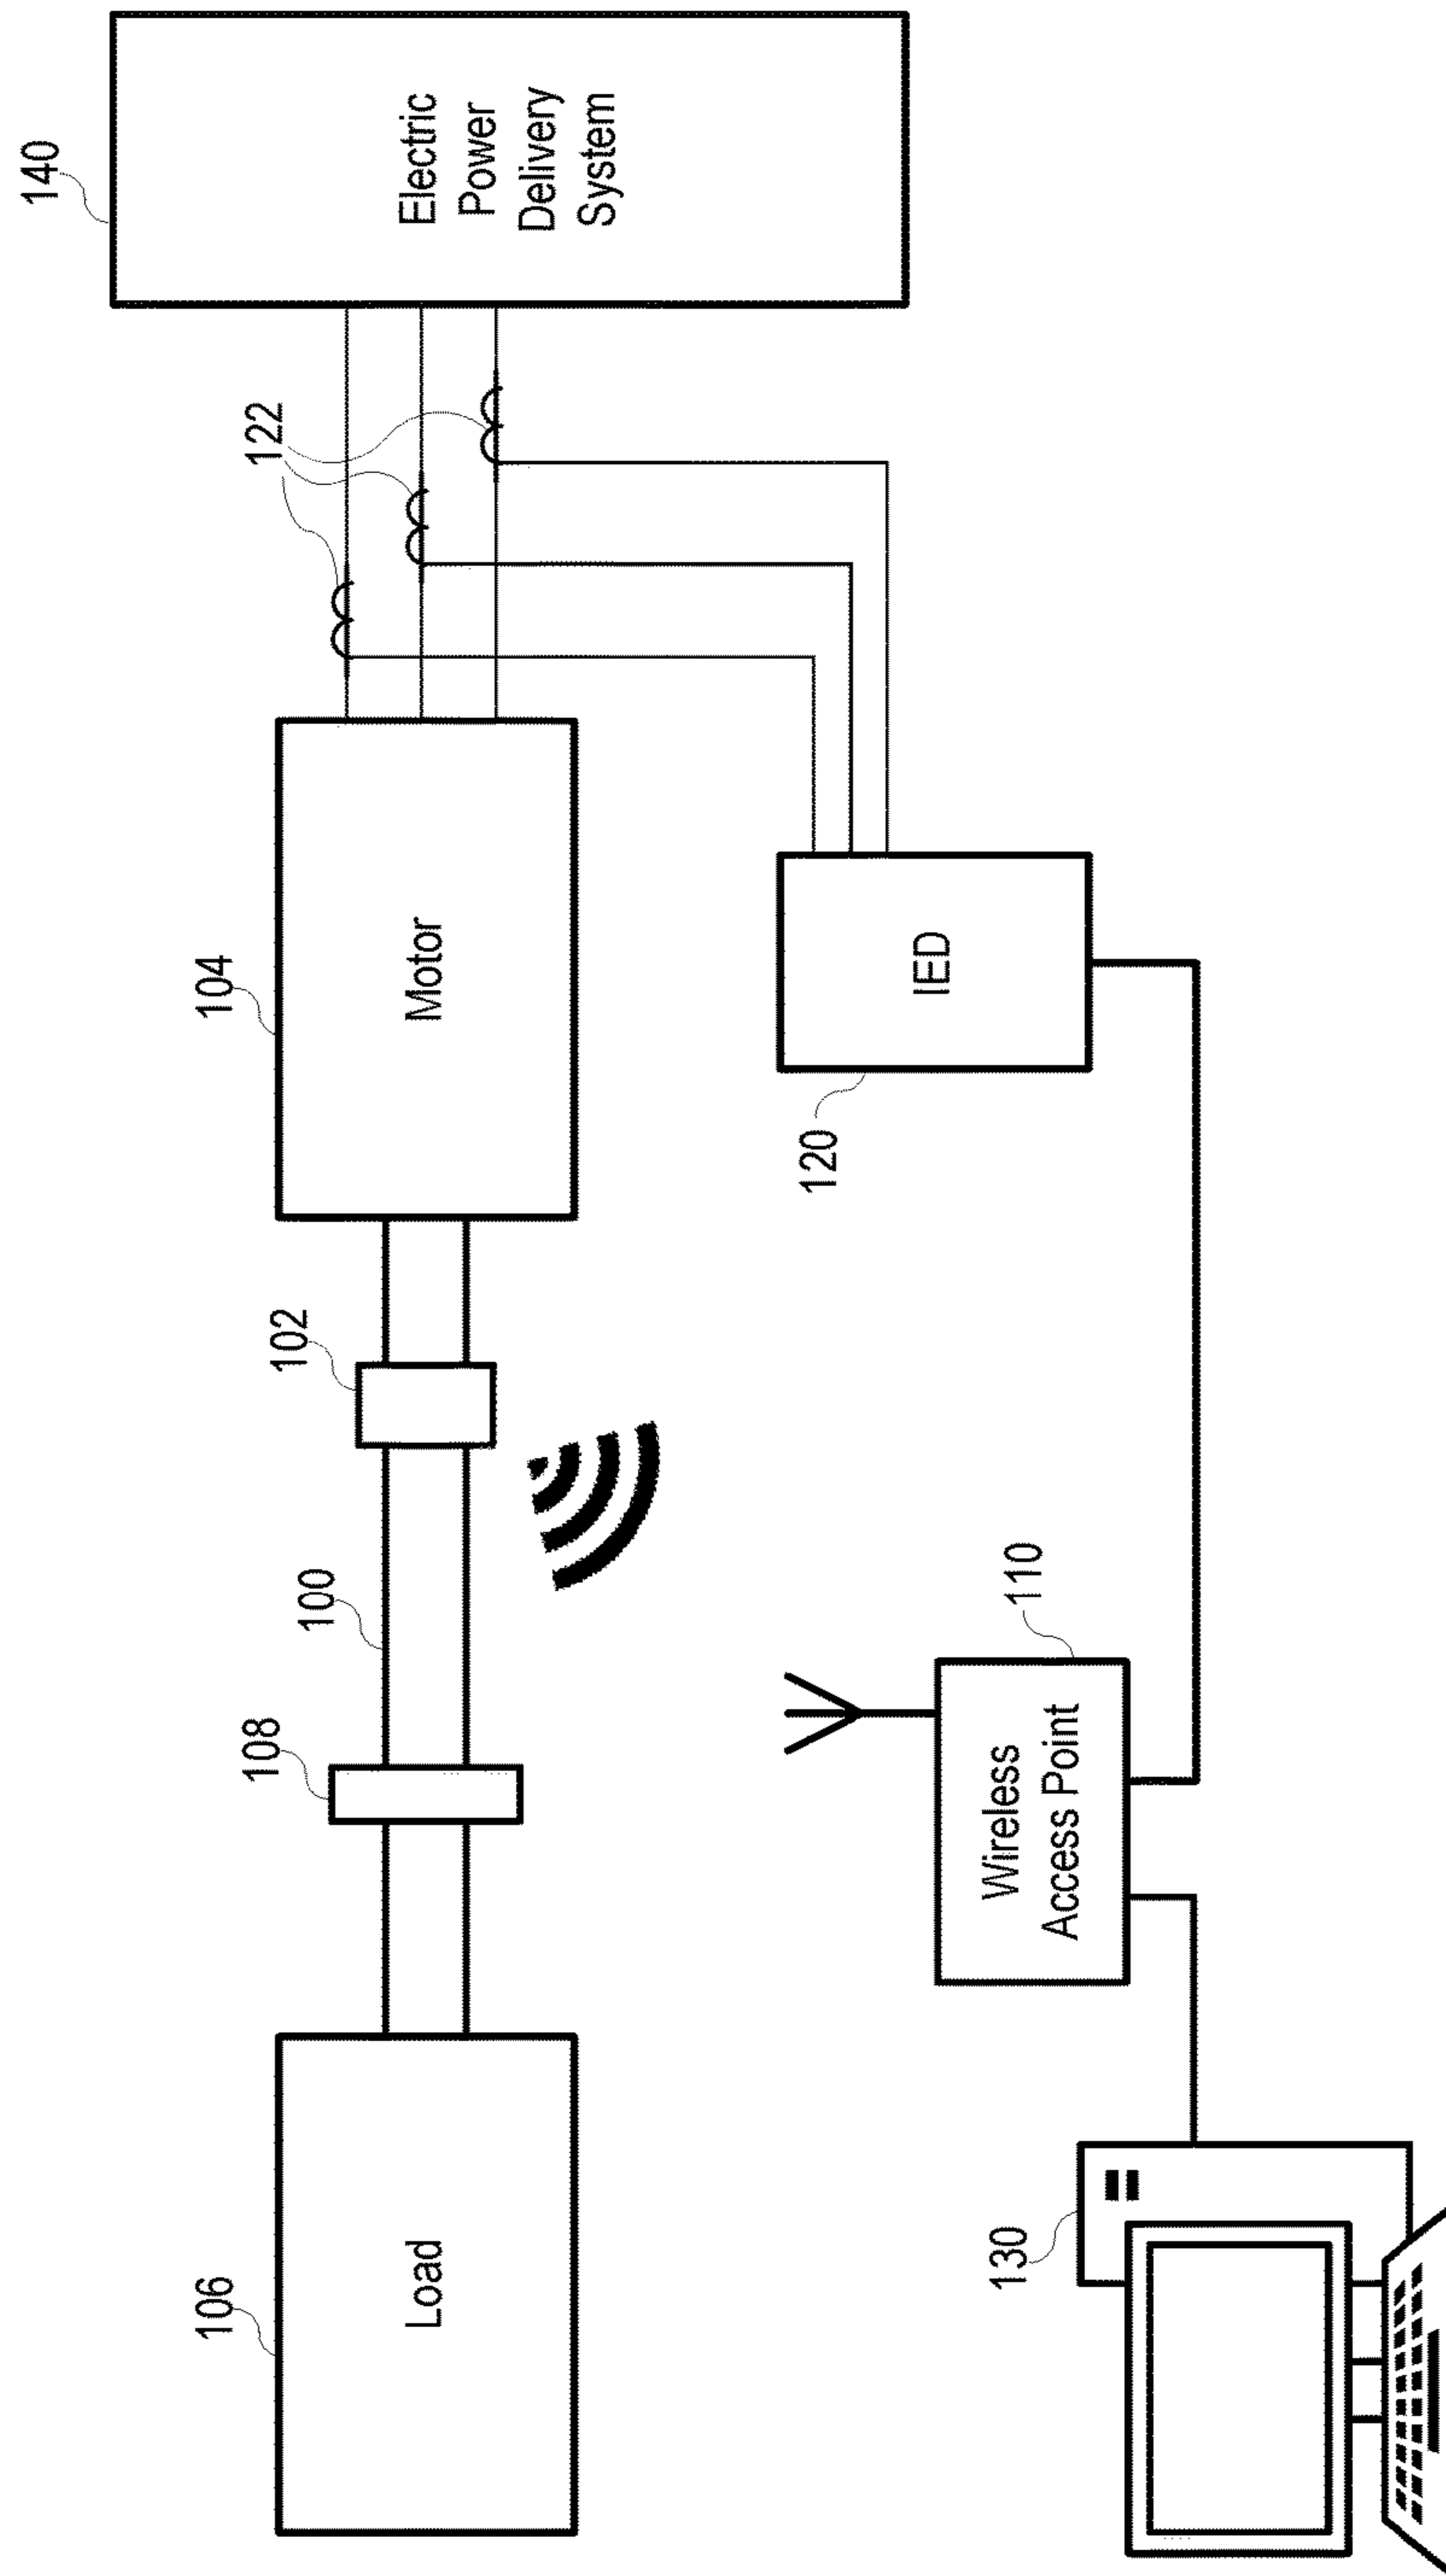 106
Load
108
100
102
104
Motor
122
140
Electric
Power
Delivery
System
130
Wireless
Access Point
110
120
IED